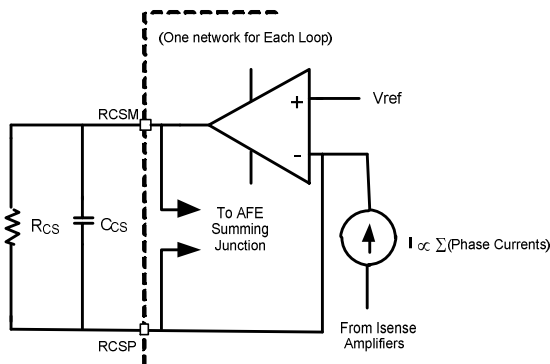 (One network for Each Loop)
RCSM
+
Vref
-
RCS
CCS
To AFE
Summing
Junction
I ∝ Σ(Phase Currents)
RCSP
From Isense
Amplifiers